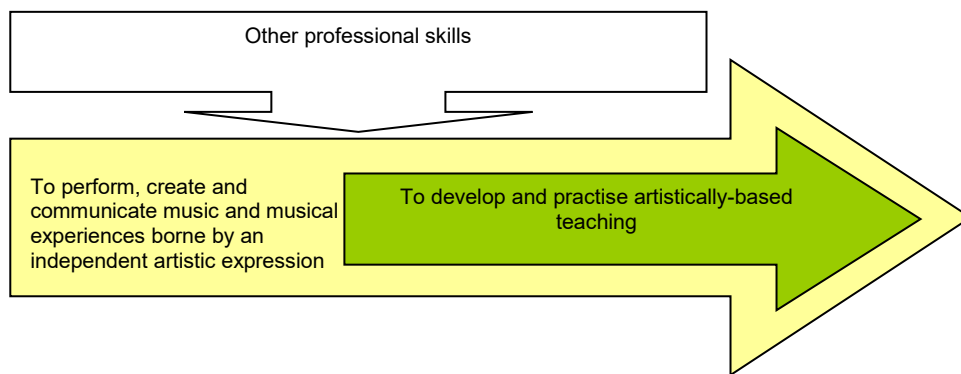 Other professional skills
To perform, create and
communicate music and musical
experiences borne by an
independent artistic expression
To develop and practise artistically-based
teaching